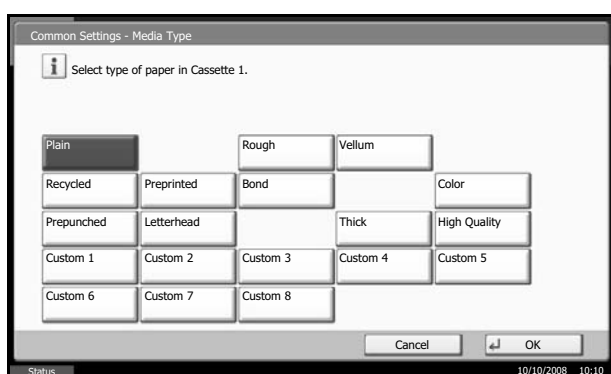 Common Settings - Media Type
i Select type of paper in Cassette 1.
Plain Rough Vellum
Recycled Preprinted Bond Color
Prepunched Letterhead Thick High Quality
Custom 1 Custom 2 Custom 3 Custom 4 Custom 5
Custom 6 Custom 7 Custom 8
Cancel OK
Status 10/10/2008 10:10